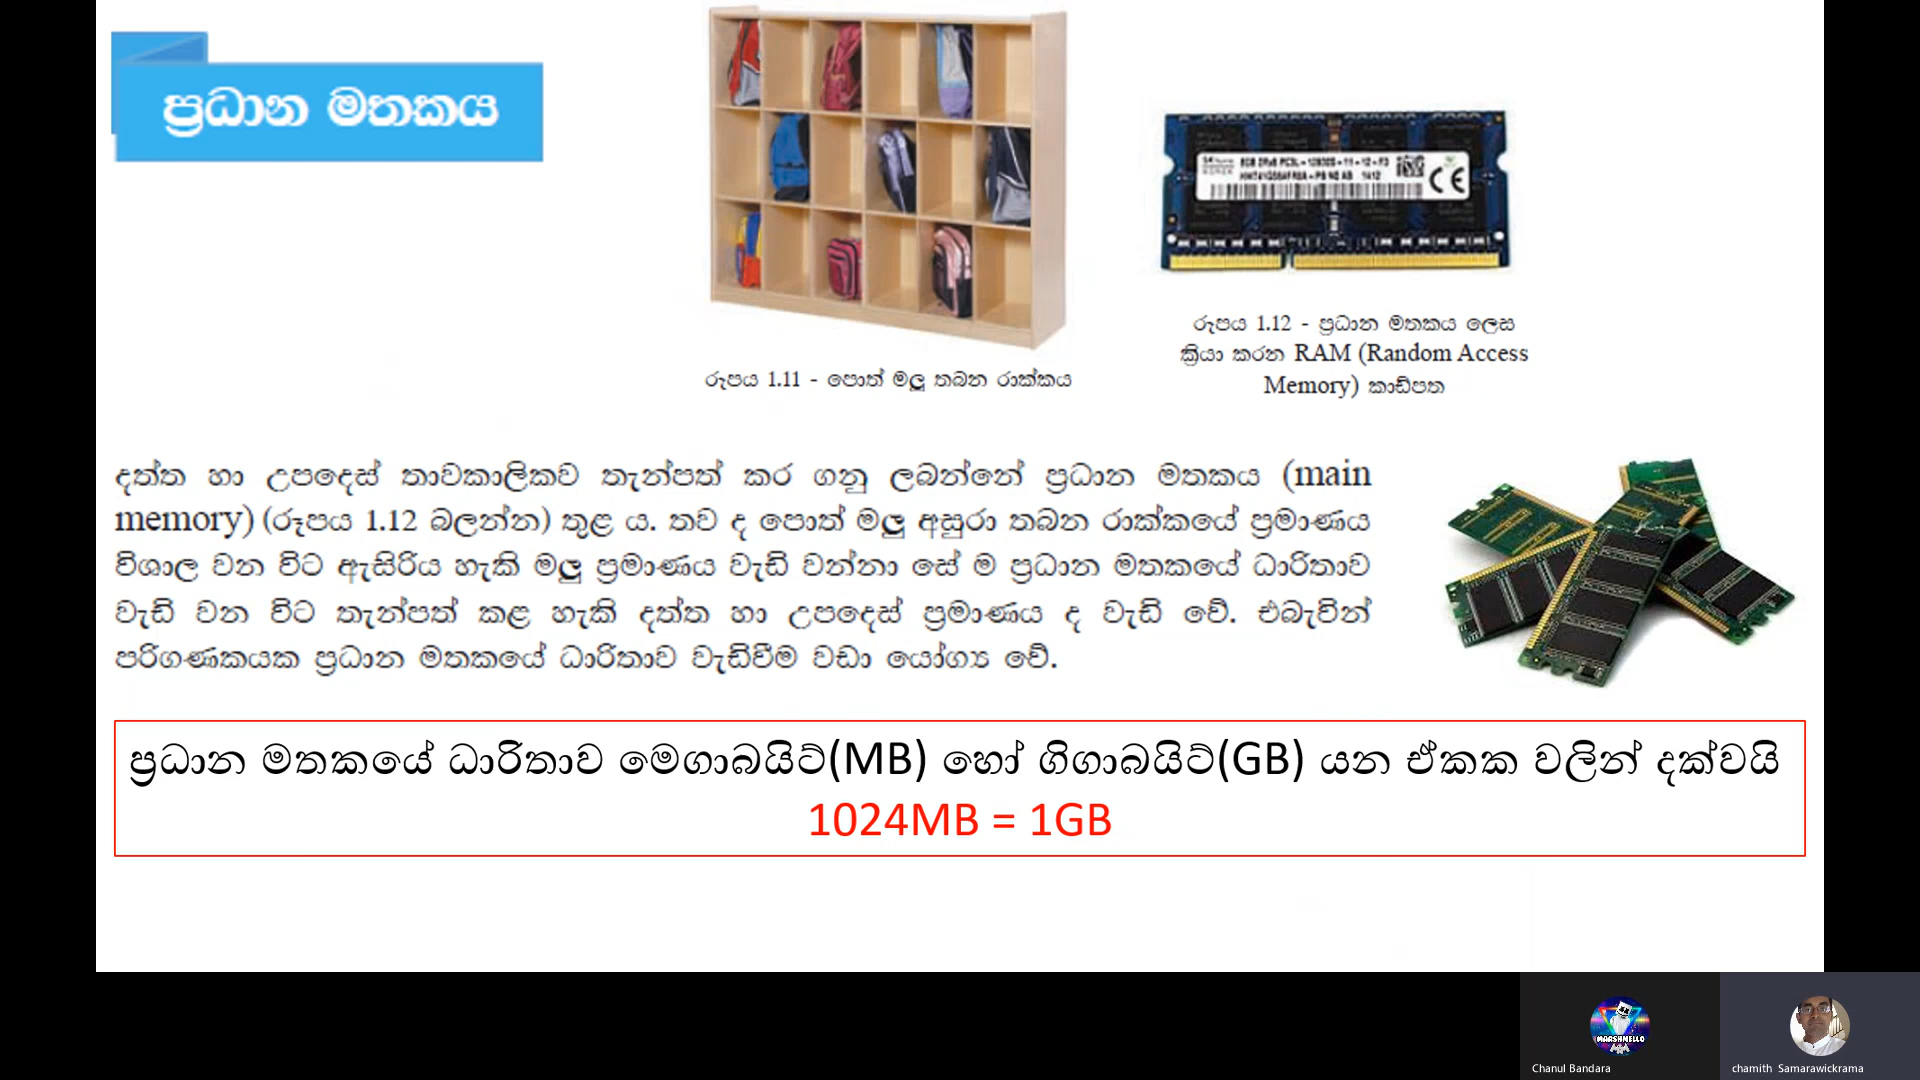 ප්‍රධාන මතකය
රූපය 1.11 - පොත් මලු තබන රාක්කය
රූපය 1.12 - ප්‍රධාන මතකය ලෙස
ක්‍රියා කරන RAM (Random Access
Memory) කාඩ්පත
දත්ත හා උපදෙස් තාවකාලිකව තැන්පත් කර ගනු ලබන්නේ ප්‍රධාන මතකය (main
memory) (රූපය 1.12 බලන්න) තුළ ය. තව ද පොත් මලු අසුරා තබන රාක්කයේ ප්‍රමාණය
විශාල වන විට ඇසිරිය හැකි මලු ප්‍රමාණය වැඩි වන්නා සේ ම ප්‍රධාන මතකයේ ධාරිතාව
වැඩි වන විට තැන්පත් කළ හැකි දත්ත හා උපදෙස් ප්‍රමාණය ද වැඩි වේ. එබැවින්
පරිගණකයක ප්‍රධාන මතකයේ ධාරිතාව වැඩිවීම වඩා යෝග්‍ය වේ.
ප්‍රධාන මතකයේ ධාරිතාව මෙගාබයිට්(MB) හෝ ගිගාබයිට්(GB) යන ඒකක වලින් දක්වයි
1024MB = 1GB
MARSHMELLO
Chanul Bandara
chamith Samarawickrama